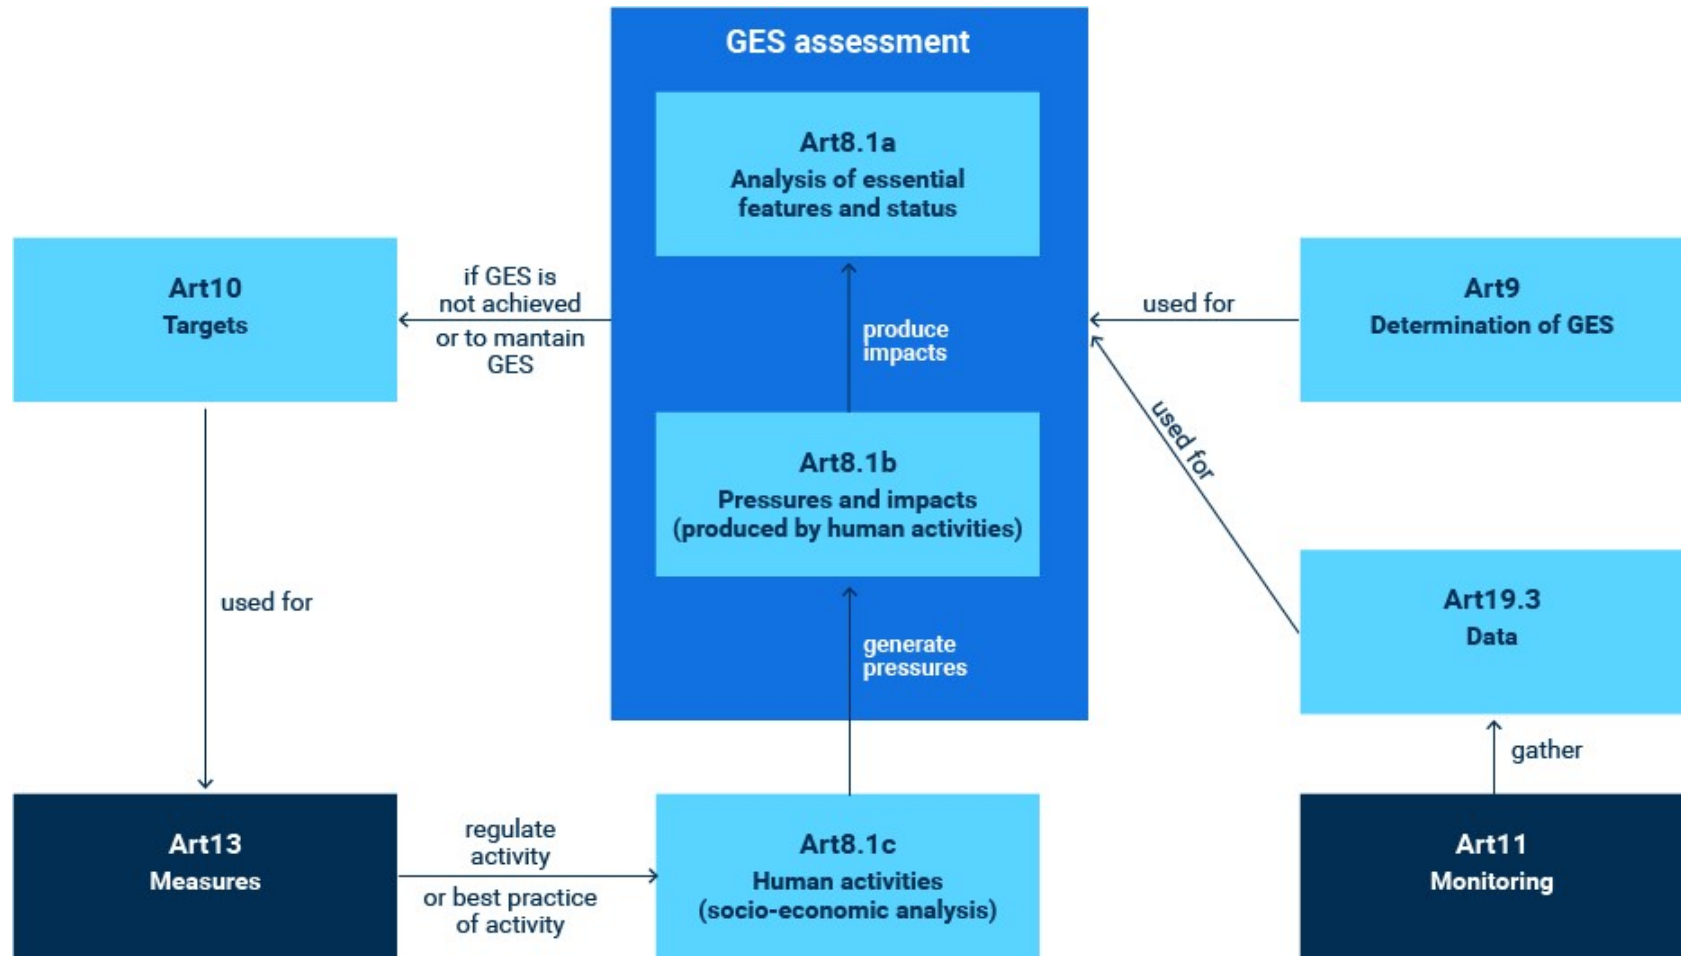 GES assessment
Art8.1a
Analysis of essential
features and status
Art10
Targets
if GES is
not achieved
or to mantain
GES
produce
impacts
used for
Art9
Determination of GES
used for
Art8.1b
Pressures and impacts
(produced by human activities)
used for
generate
pressures
Art19.3
Data
gather
Art13
Measures
regulate
activity
or best practice
of activity
Art8.1c
Human activities
(socio-economic analysis)
Art11
Monitoring